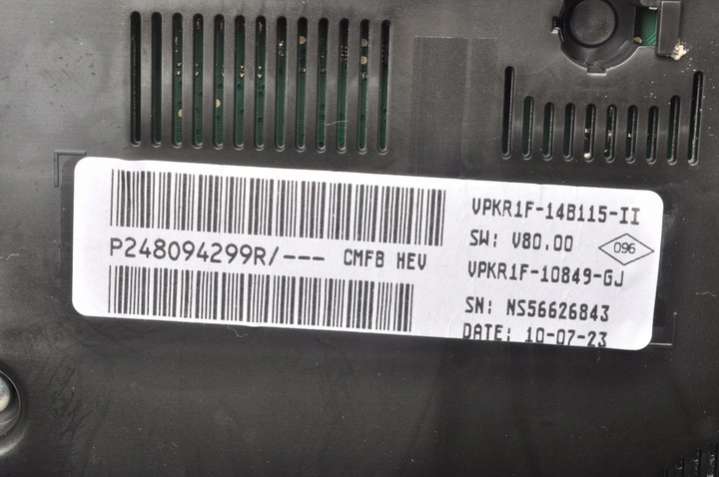 P248094299R/--- CMFB HEV
VPKR1F-14B115-II
SW: V80.00
096
VPKR1F-10849-GJ
SN: NS56626843
DATE: 10-07-23